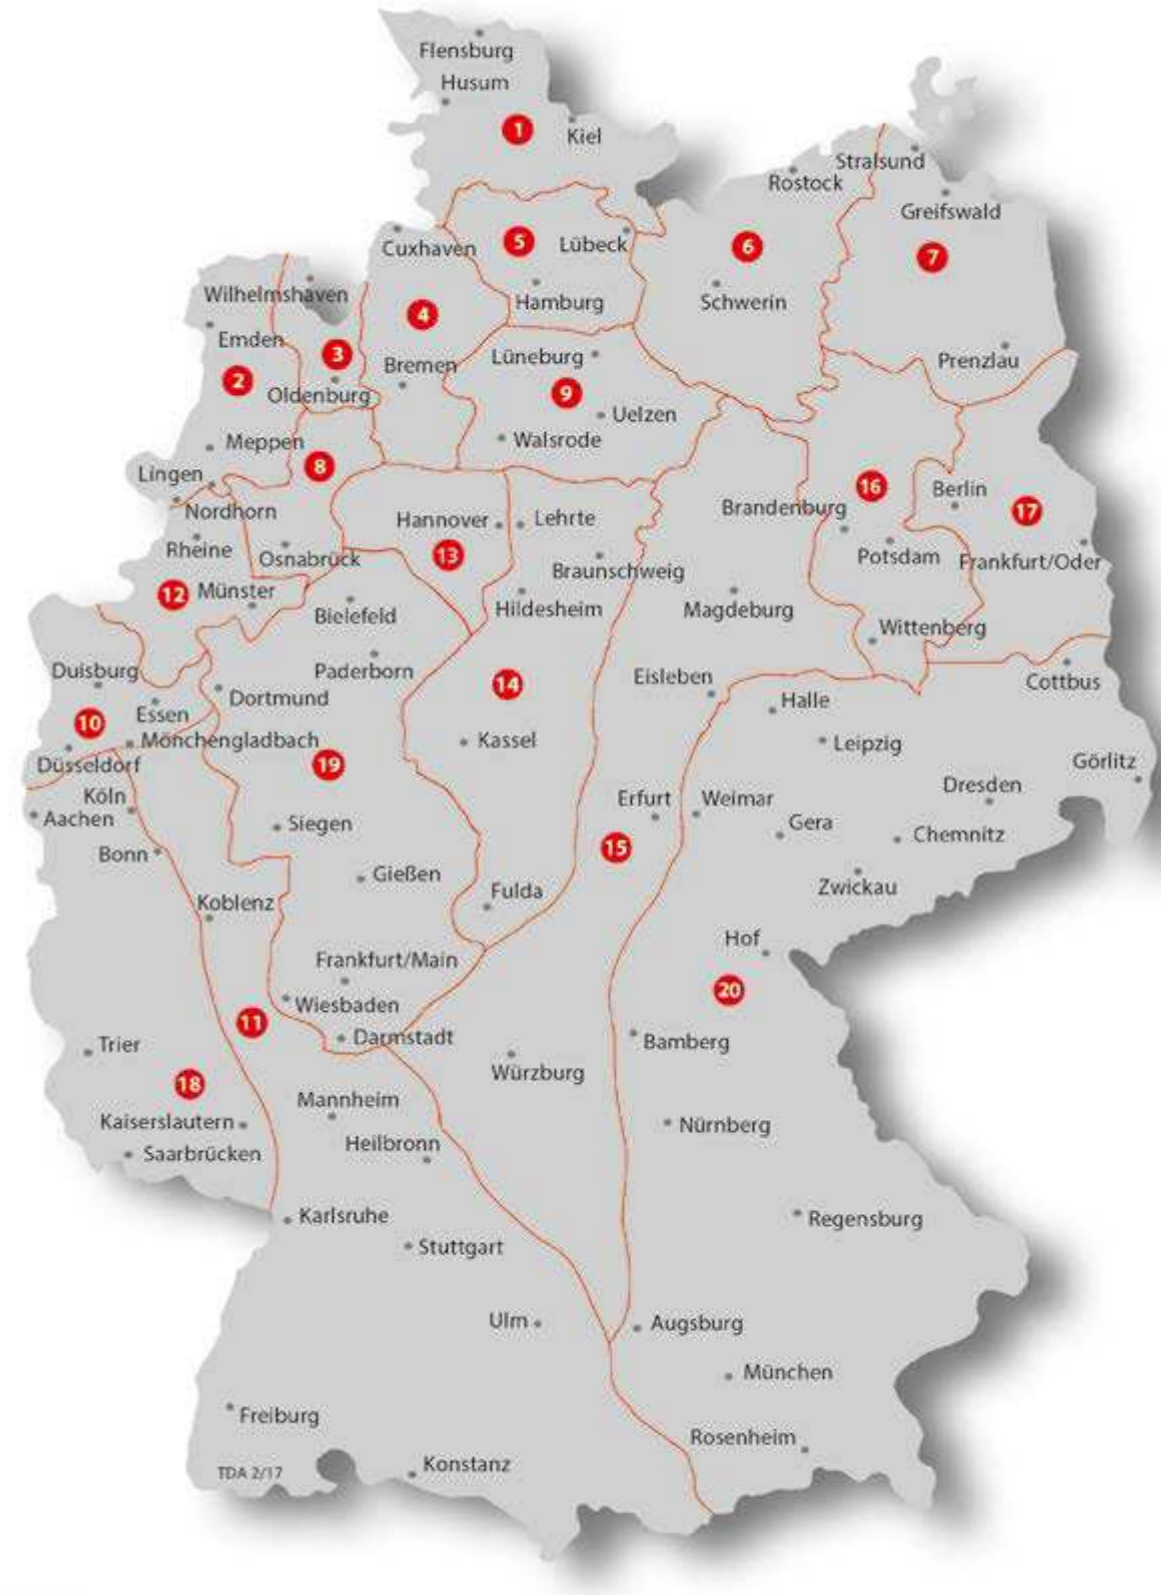 Flensburg
Husum
1
Kiel
Stralsund
Rostock
Greifswald
Cuxhaven
5
Lübeck
6
7
Wilhelmshaven
Hamburg
Schwerin
4
Emden
3
Lüneburg
Prenzlau
2
Bremen
Oldenburg
9
Uelzen
Meppen
Walsrode
8
Lingen
16
Berlin
Nordhorn
Hannover
Lehrte
Brandenburg
17
Rheine
Osnabrück
13
Potsdam
Frankfurt/Oder
Braunschweig
12
Münster
Bielefeld
Hildesheim
Magdeburg
Wittenberg
Duisburg
Paderborn
14
Eisleben
Cottbus
Dortmund
Halle
10
Essen
Mönchengladbach
Kassel
Leipzig
Düsseldorf
19
Görlitz
Köln
Erfurt
Weimar
Dresden
Aachen
Siegen
Gera
Chemnitz
Bonn
15
Gießen
Zwickau
Koblenz
Fulda
Hof
Frankfurt/Main
20
Wiesbaden
11
Darmstadt
Bamberg
Trier
Würzburg
18
Mannheim
Kaiserslautern
Nürnberg
Saarbrücken
Heilbronn
Karlsruhe
Regensburg
Stuttgart
Ulm
Augsburg
München
Freiburg
Rosenheim
TDA 2/17
Konstanz